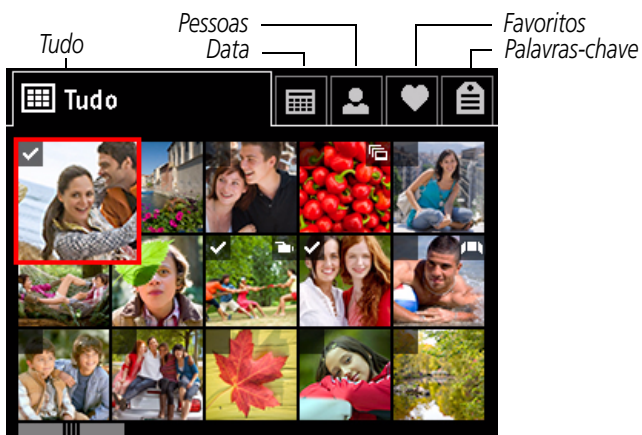 Pessoas
Favoritos
Tudo
Data
Palavras-chave
Tudo